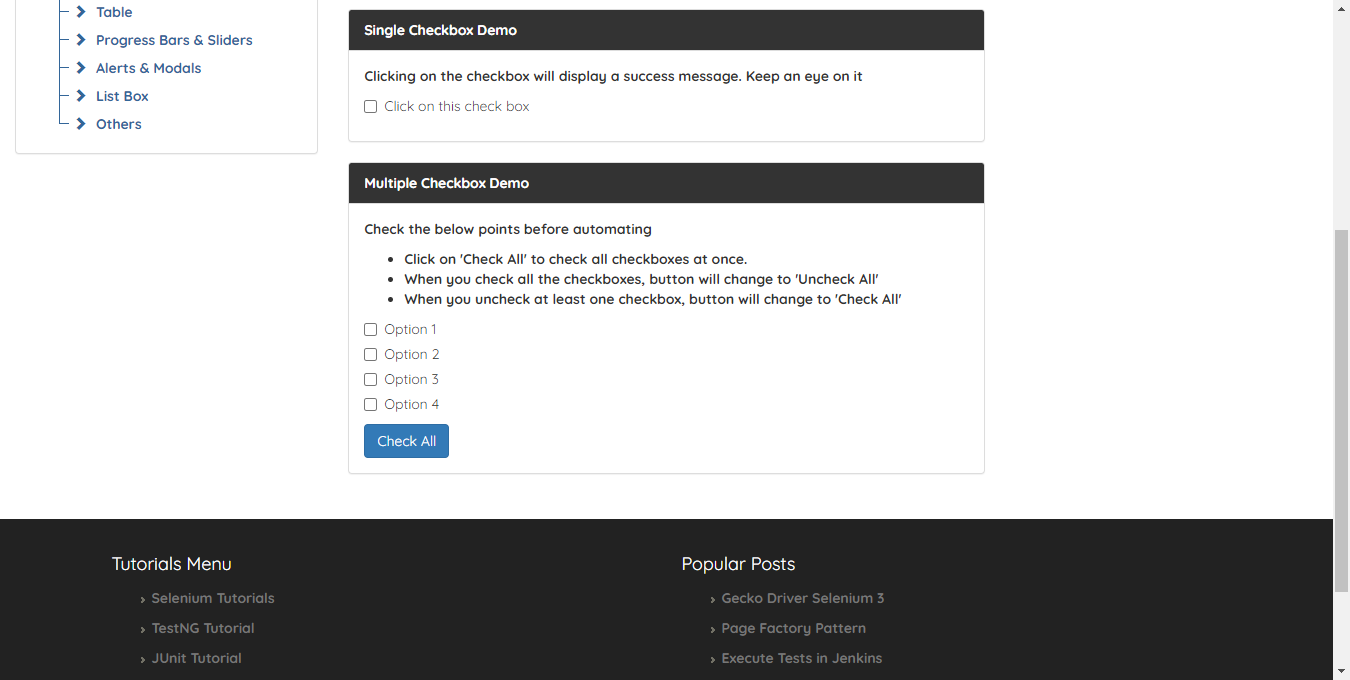 Table
Progress Bars & Sliders
Alerts & Modals
List Box
Others
Single Checkbox Demo
Clicking on the checkbox will display a success message. Keep an eye on it
Click on this check box
Multiple Checkbox Demo
Check the below points before automating
Click on 'Check All' to check all checkboxes at once.
When you check all the checkboxes, button will change to 'Uncheck All'
When you uncheck at least one checkbox, button will change to 'Check All'
Option 1
Option 2
Option 3
Option 4
Check All
Tutorials Menu
Selenium Tutorials
TestNG Tutorial
JUnit Tutorial
Popular Posts
Gecko Driver Selenium 3
Page Factory Pattern
Execute Tests in Jenkins